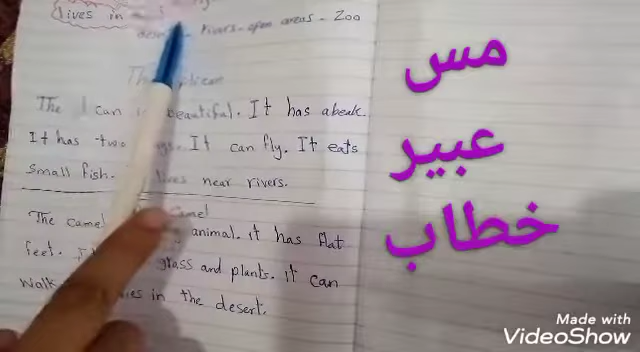 lives in
rivers - open areas - Zoo
The
The can is beautiful. It has abeak.
It has two It can fly. It eats
Small fish. lives near rivers.
Camel
The camel animal. it has flat
feet. grass and plants. it can
Walk in the desert.
مس
عبير
خطاب
Made with
VideoShow